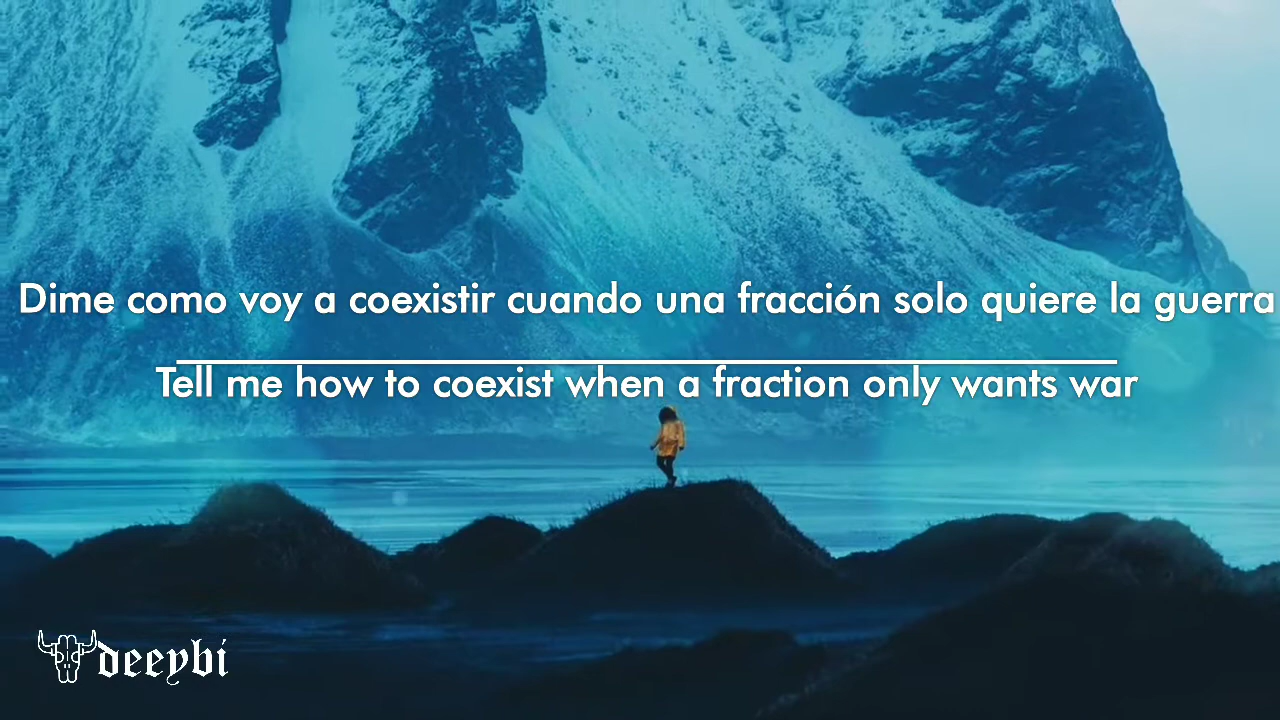 Dime como voy a coexistir cuando una fracción solo quiere la guerra
Tell me how to coexist when a fraction only wants war
deeybi